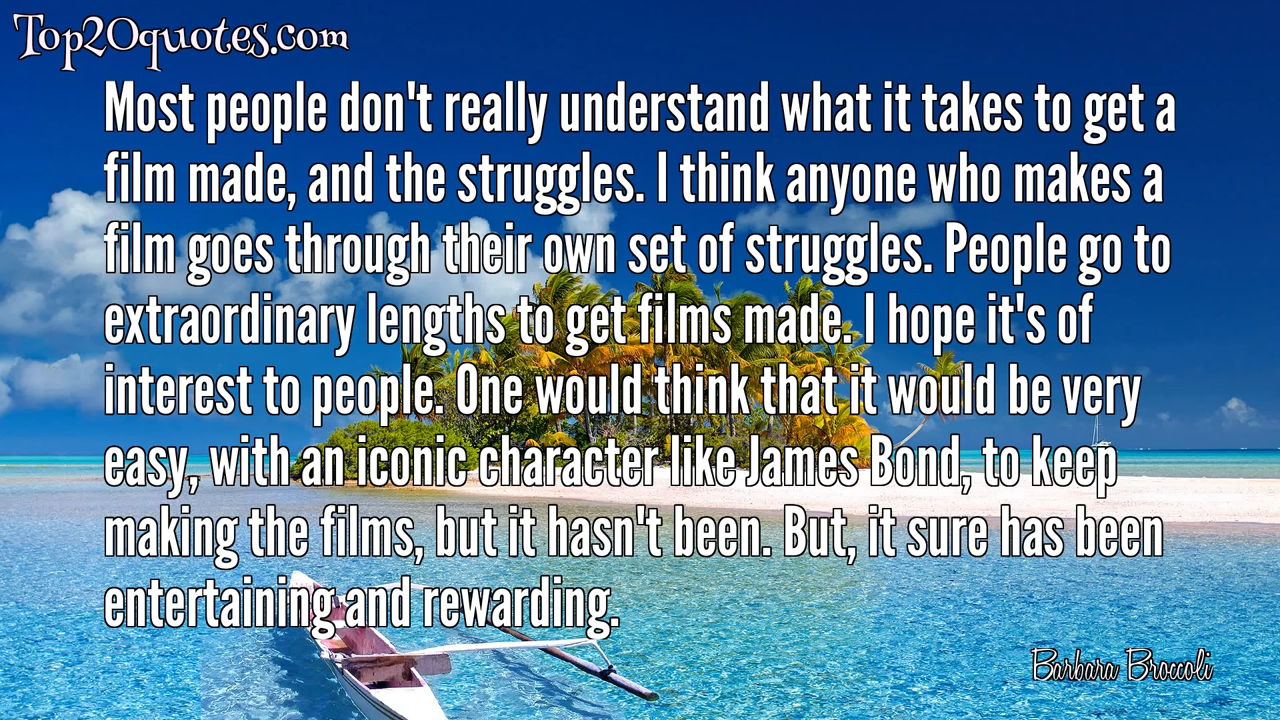 Top20quotes.com
Most people don't really understand what it takes to get a
film made, and the struggles. I think anyone who makes a
film goes through their own set of struggles. People go to
extraordinary lengths to get films made. I hope it's of
interest to people. One would think that it would be very
easy, with an iconic character like James Bond, to keep
making the films, but it hasn't been. But, it sure has been
entertaining and rewarding.
Barbara Broccoli